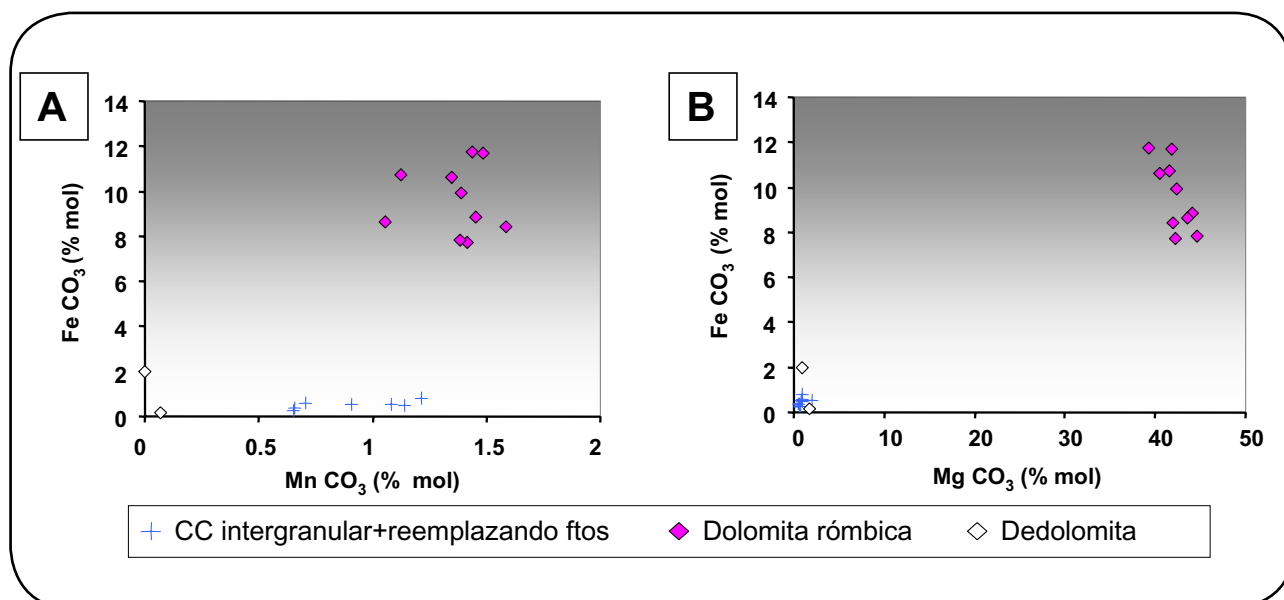 A
Fe CO3 (% mol)
14
12
10
8
6
4
2
0
0 0.5 1 1.5 2
Mn CO3 (% mol)
B
Fe CO3 (% mol)
14
12
10
8
6
4
2
0
0 10 20 30 40 50
Mg CO3 (% mol)
CC intergranular+reemplazando ftos Dolomita rómbica Dedolomita